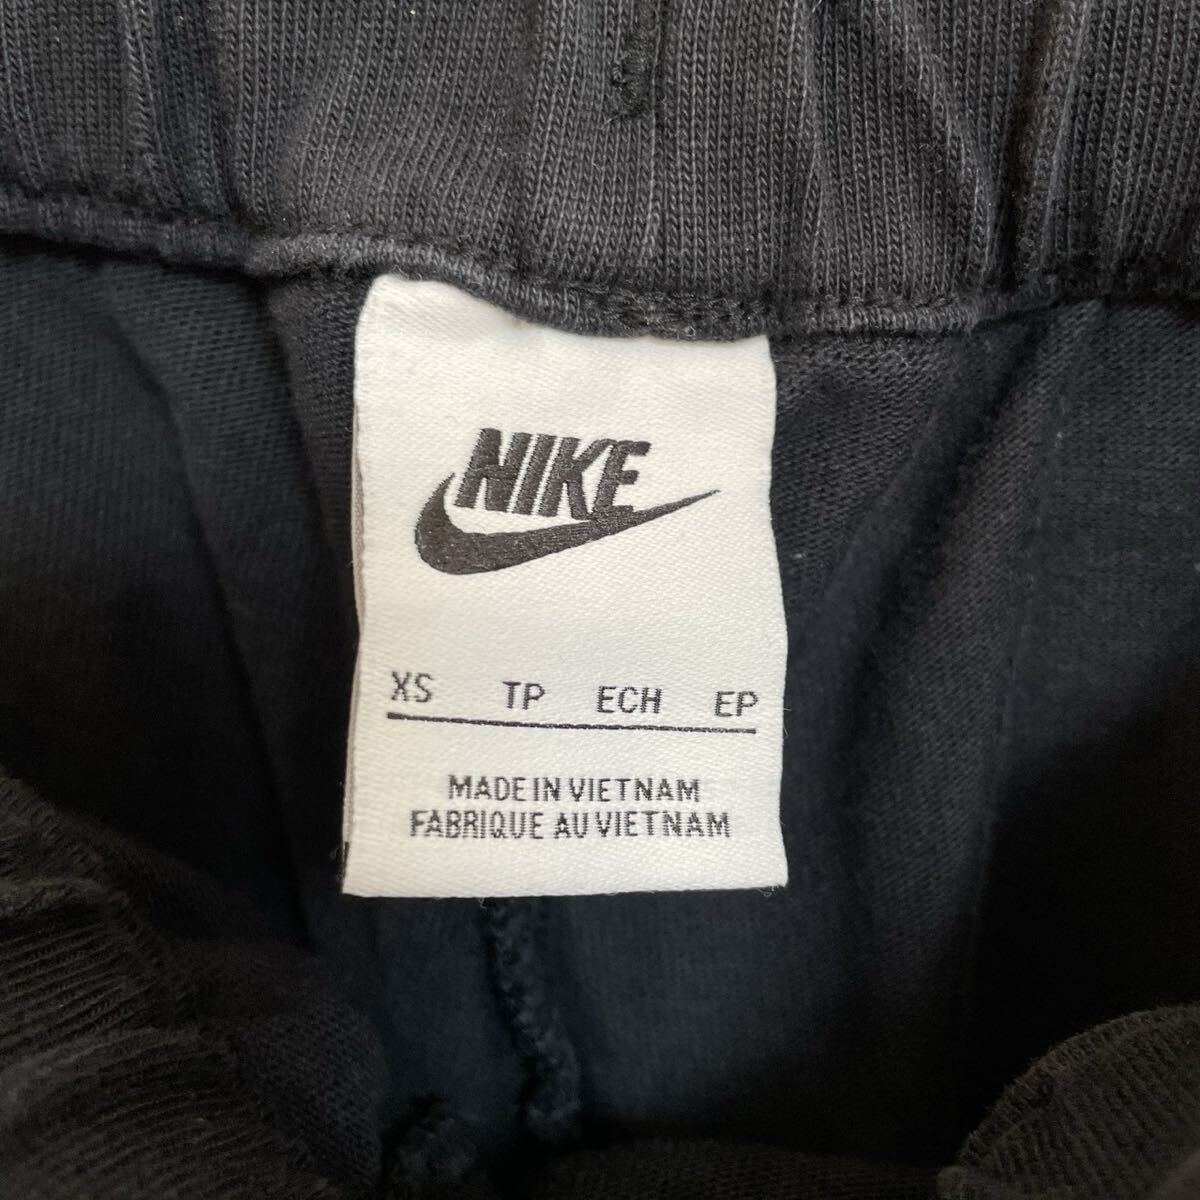 NIKE
XS TP ECH EP
MADE IN VIETNAM
FABRIQUE AU VIETNAM